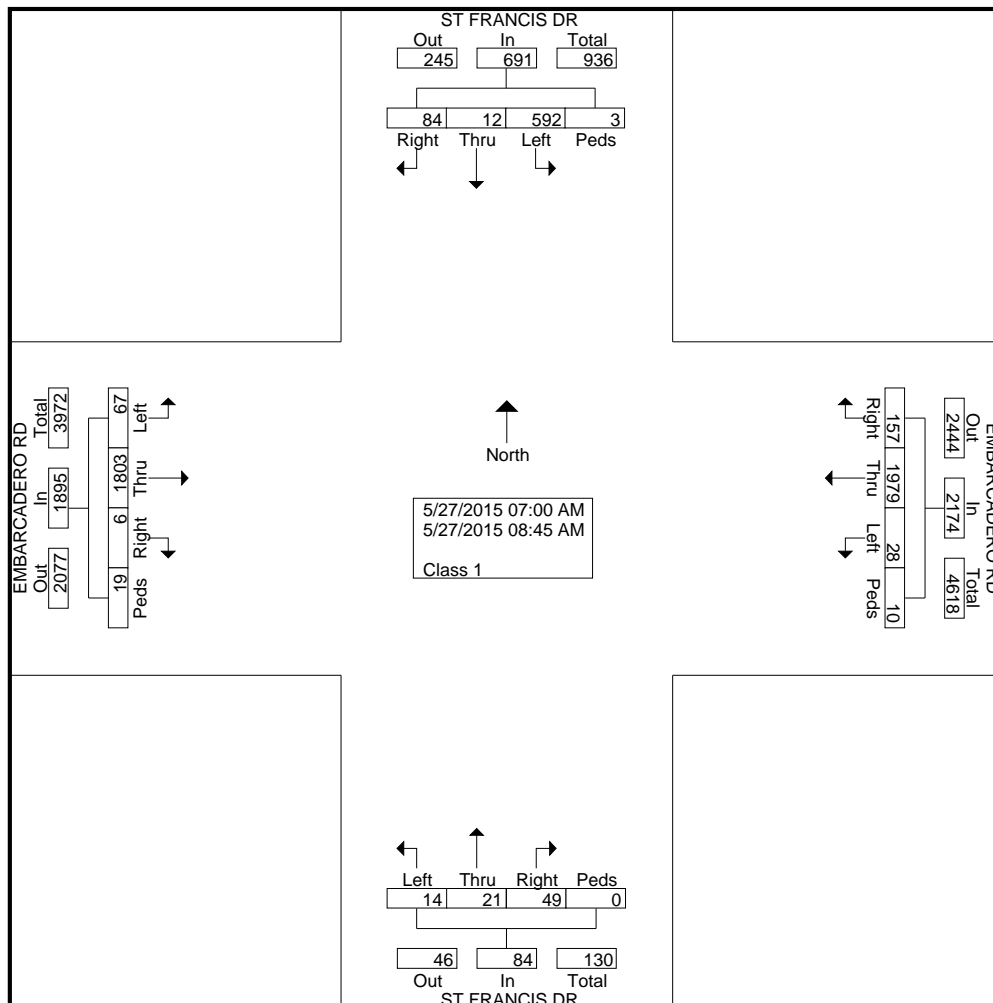 ST FRANCIS DR
Out In Total
245 691 936
84 12 592 3
Right Thru Left Peds
EMBARCADERO RD
Total In Out
3972 1895 2077
67 1803 6 19
Left Thru Right Peds
North
5/27/2015 07:00 AM
5/27/2015 08:45 AM
Class 1
Right Thru Left Peds
157 1979 28 10
2444 2174 4618
Out In Total
EMBARCADERO RD
Left Thru Right Peds
14 21 49 0
46 84 130
Out In Total
ST FRANCIS DR